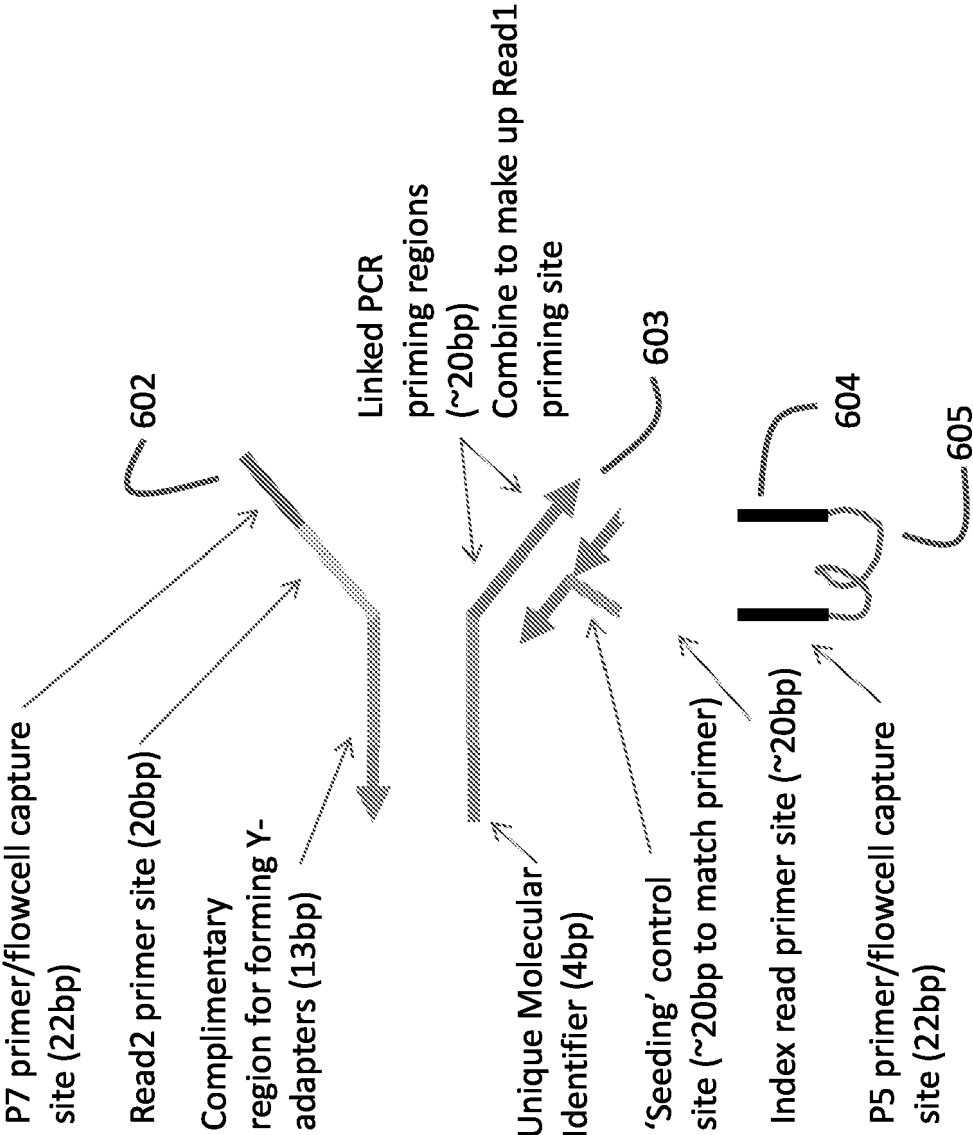 P7 primer/flowcell capture
site (22bp)
Read2 primer site (20bp)
Complimentary
region for forming Y-
adapters (13bp)
Unique Molecular
Identifier (4bp)
‘Seeding’ control
site (~20bp to match primer)
Index read primer site (~20bp)
P5 primer/flowcell capture
site (22bp)
602
Linked PCR
priming regions
(~20bp)
Combine to make up Read1
priming site
603
604
605